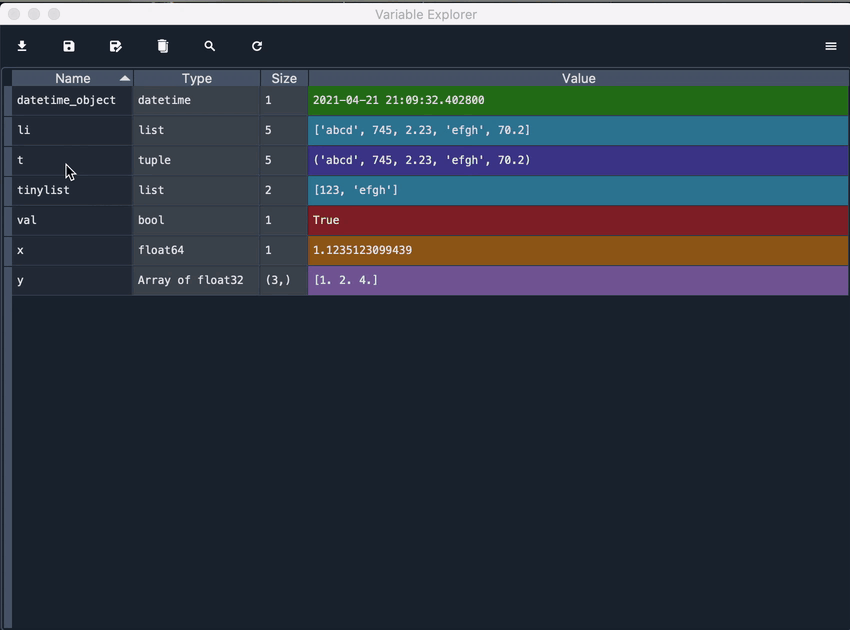 Variable Explorer
Name Type Size Value
datetime_object datetime 1 2021-04-21 21:09:32.402800
li list 5 ['abcd', 745, 2.23, 'efgh', 70.2]
t tuple 5 ('abcd', 745, 2.23, 'efgh', 70.2)
tinylist list 2 [123, 'efgh']
val bool 1 True
x float64 1 1.1235123099439
y Array of float32 (3,) [1. 2. 4.]